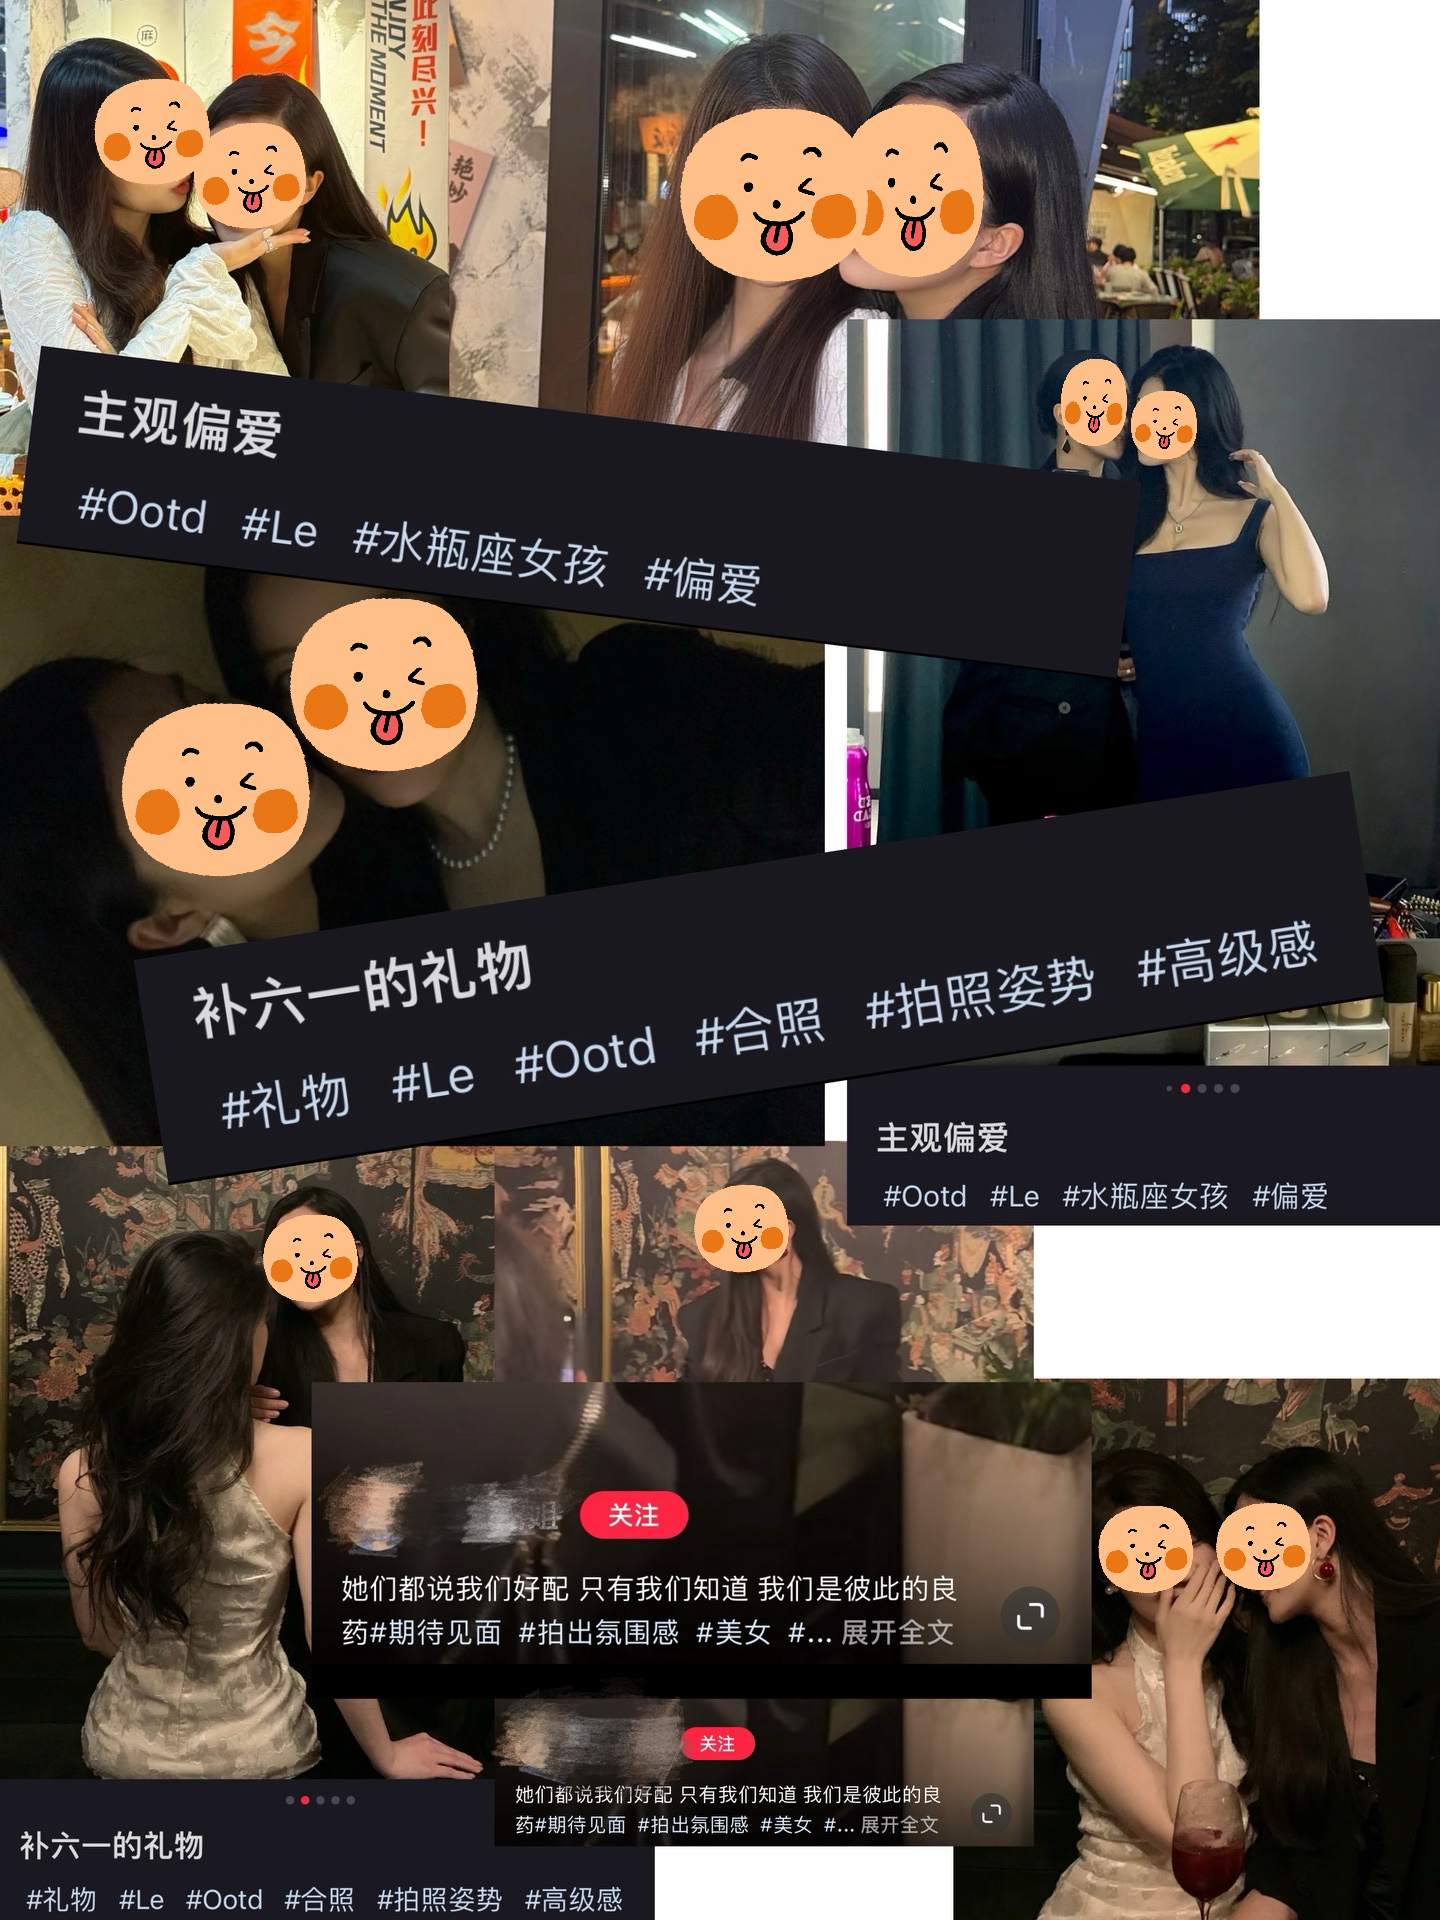 麻
今
ENJOY
THE MOMENT
此刻尽兴！
艳
妙
主观偏爱
#Ootd #Le #水瓶座女孩 #偏爱
补六一的礼物
#礼物 #Le #Ootd #合照 #拍照姿势 #高级感
主观偏爱
#Ootd #Le #水瓶座女孩 #偏爱
关注
她们都说我们好配 只有我们知道 我们是彼此的良
药#期待见面 #拍出氛围感 #美女 #... 展开全文
关注
她们都说我们好配 只有我们知道 我们是彼此的良
药#期待见面 #拍出氛围感 #美女 #... 展开全文
补六一的礼物
#礼物 #Le #Ootd #合照 #拍照姿势 #高级感